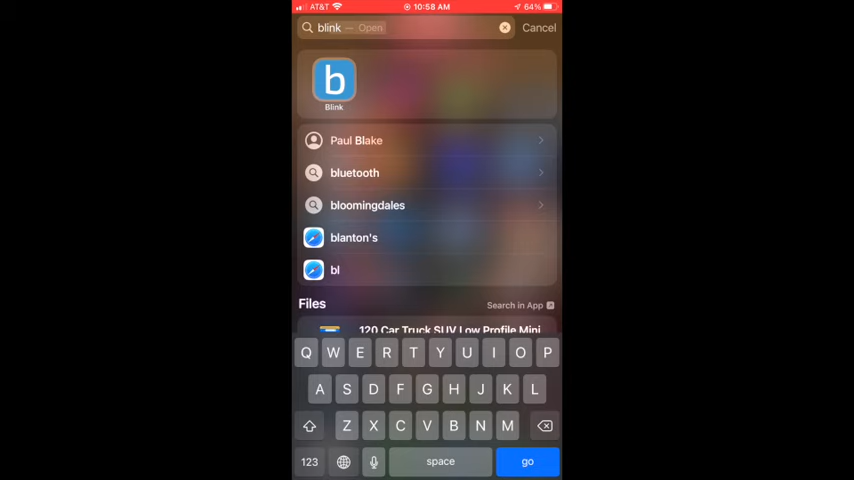 AT&T 10:58 AM 64%
blink — Open Cancel
b
Blink
Paul Blake
bluetooth
bloomingdales
blanton's
bl
Files Search in App
120 Car Truck SUV Low Profile Mini
Q W E R T Y U I O P
A S D F G H J K L
Z X C V B N M
123 space go